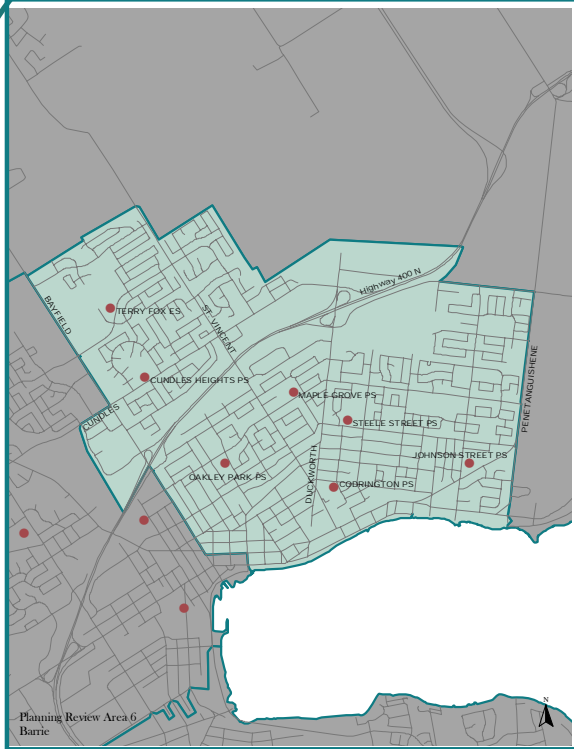 Highway 400 N
BAYFIELD
TERRY FOX ES
ST. VINCENT
PENETANGUISHENE
CUNDLES HEIGHTS PS
MAPLE GROVE PS
CUNDLES
STEELE STREET PS
JOHNSON STREET PS
OAKLEY PARK PS
DUCKWORTH
CODRINGTON PS
N
Planning Review Area 6
Barrie